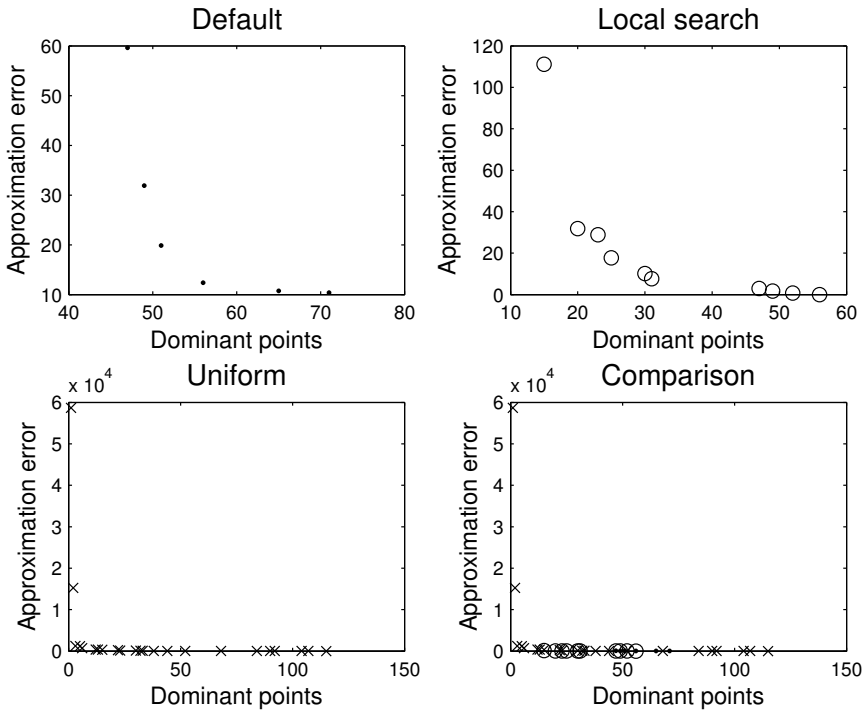 Default
60
50
40
30
20
10
40 50 60 70 80
Approximation error
Dominant points
Local search
120
100
80
60
40
20
0
10 20 30 40 50 60
Approximation error
Dominant points
Uniform
x 10^4
6
5
4
3
2
1
0
0 50 100 150
Approximation error
Dominant points
Comparison
x 10^4
6
5
4
3
2
1
0
0 50 100 150
Approximation error
Dominant points